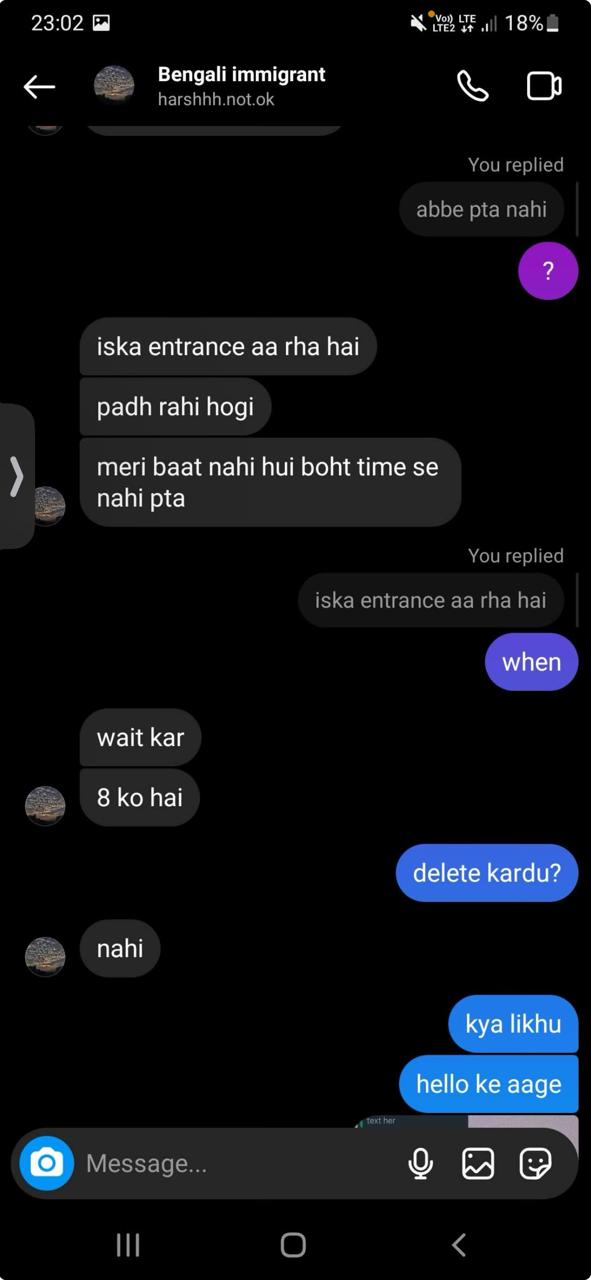 23:02
Vo)) LTE
LTE2
18%
Bengali immigrant
harshhh.not.ok
You replied
abbe pta nahi
?
iska entrance aa rha hai
padh rahi hogi
meri baat nahi hui boht time se
nahi pta
You replied
iska entrance aa rha hai
when
wait kar
8 ko hai
delete kardu?
nahi
kya likhu
hello ke aage
text her
Message...